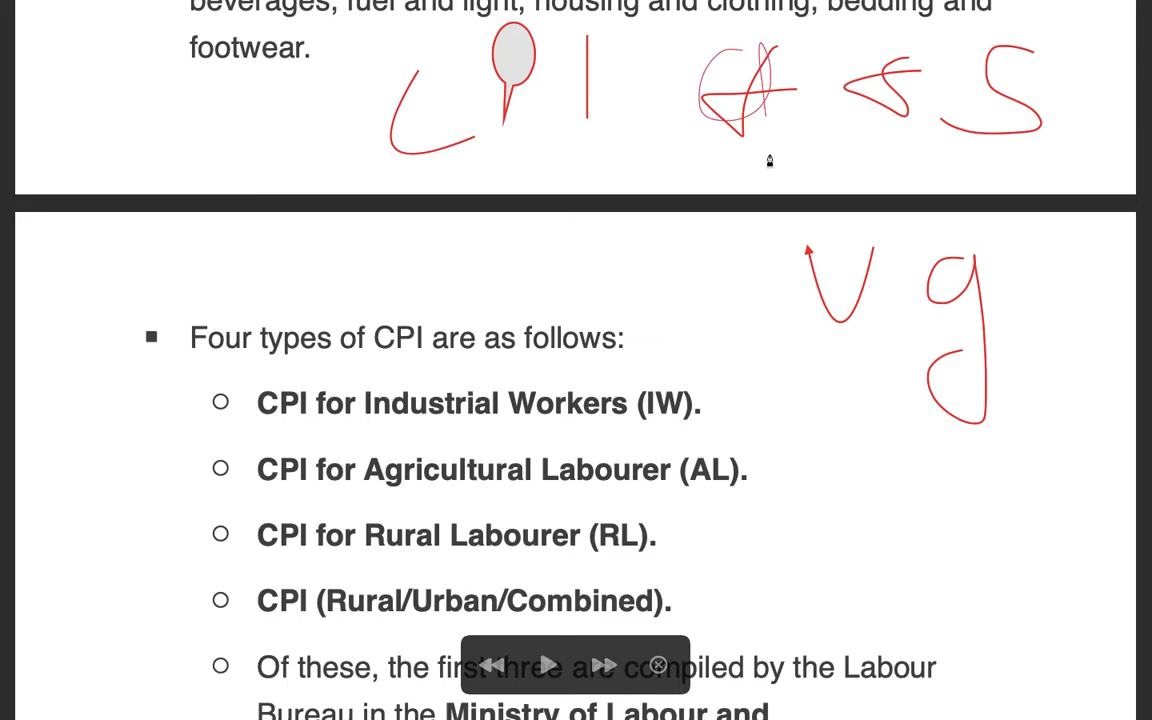 beverages, fuel and light, housing and clothing, bedding and
footwear.
Four types of CPI are as follows:
CPI for Industrial Workers (IW).
CPI for Agricultural Labourer (AL).
CPI for Rural Labourer (RL).
CPI (Rural/Urban/Combined).
Of these, the first three are compiled by the Labour
Bureau in the Ministry of Labour and